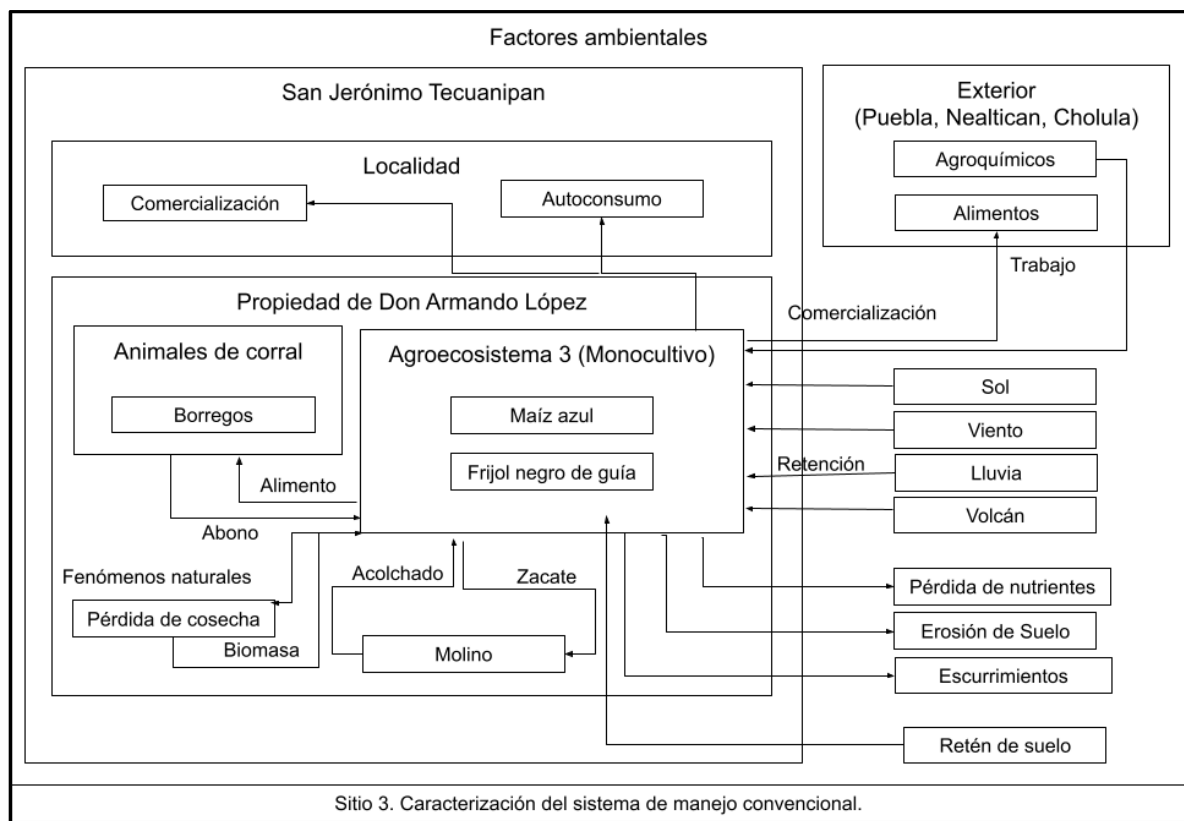 Factores ambientales
San Jerónimo Tecuanipan
Localidad
Comercialización
Autoconsumo
Exterior
(Puebla, Nealtican, Cholula)
Agroquímicos
Alimentos
Trabajo
Comercialización
Propiedad de Don Armando López
Animales de corral
Borregos
Agroecosistema 3 (Monocultivo)
Maíz azul
Frijol negro de guía
Alimento
Abono
Fenómenos naturales
Pérdida de cosecha
Biomasa
Acolchado
Zacate
Molino
Sol
Viento
Retención
Lluvia
Volcán
Pérdida de nutrientes
Erosión de Suelo
Escurrimientos
Retén de suelo
Sitio 3. Caracterización del sistema de manejo convencional.